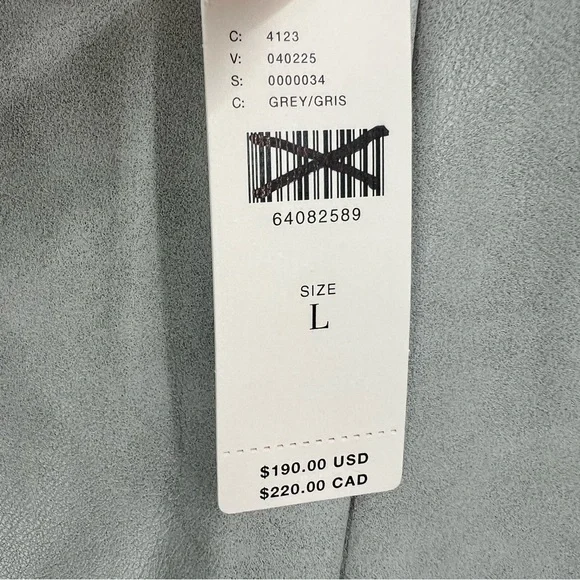 C: 4123
V: 040225
S: 0000034
C: GREY/GRIS
64082589
SIZE
L
$190.00 USD
$220.00 CAD